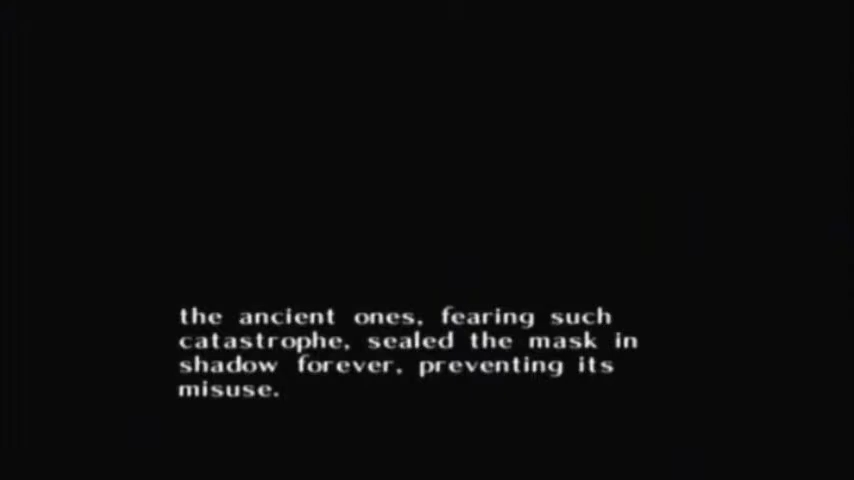 the ancient ones, fearing such
catastrophe, sealed the mask in
shadow forever, preventing its
misuse.